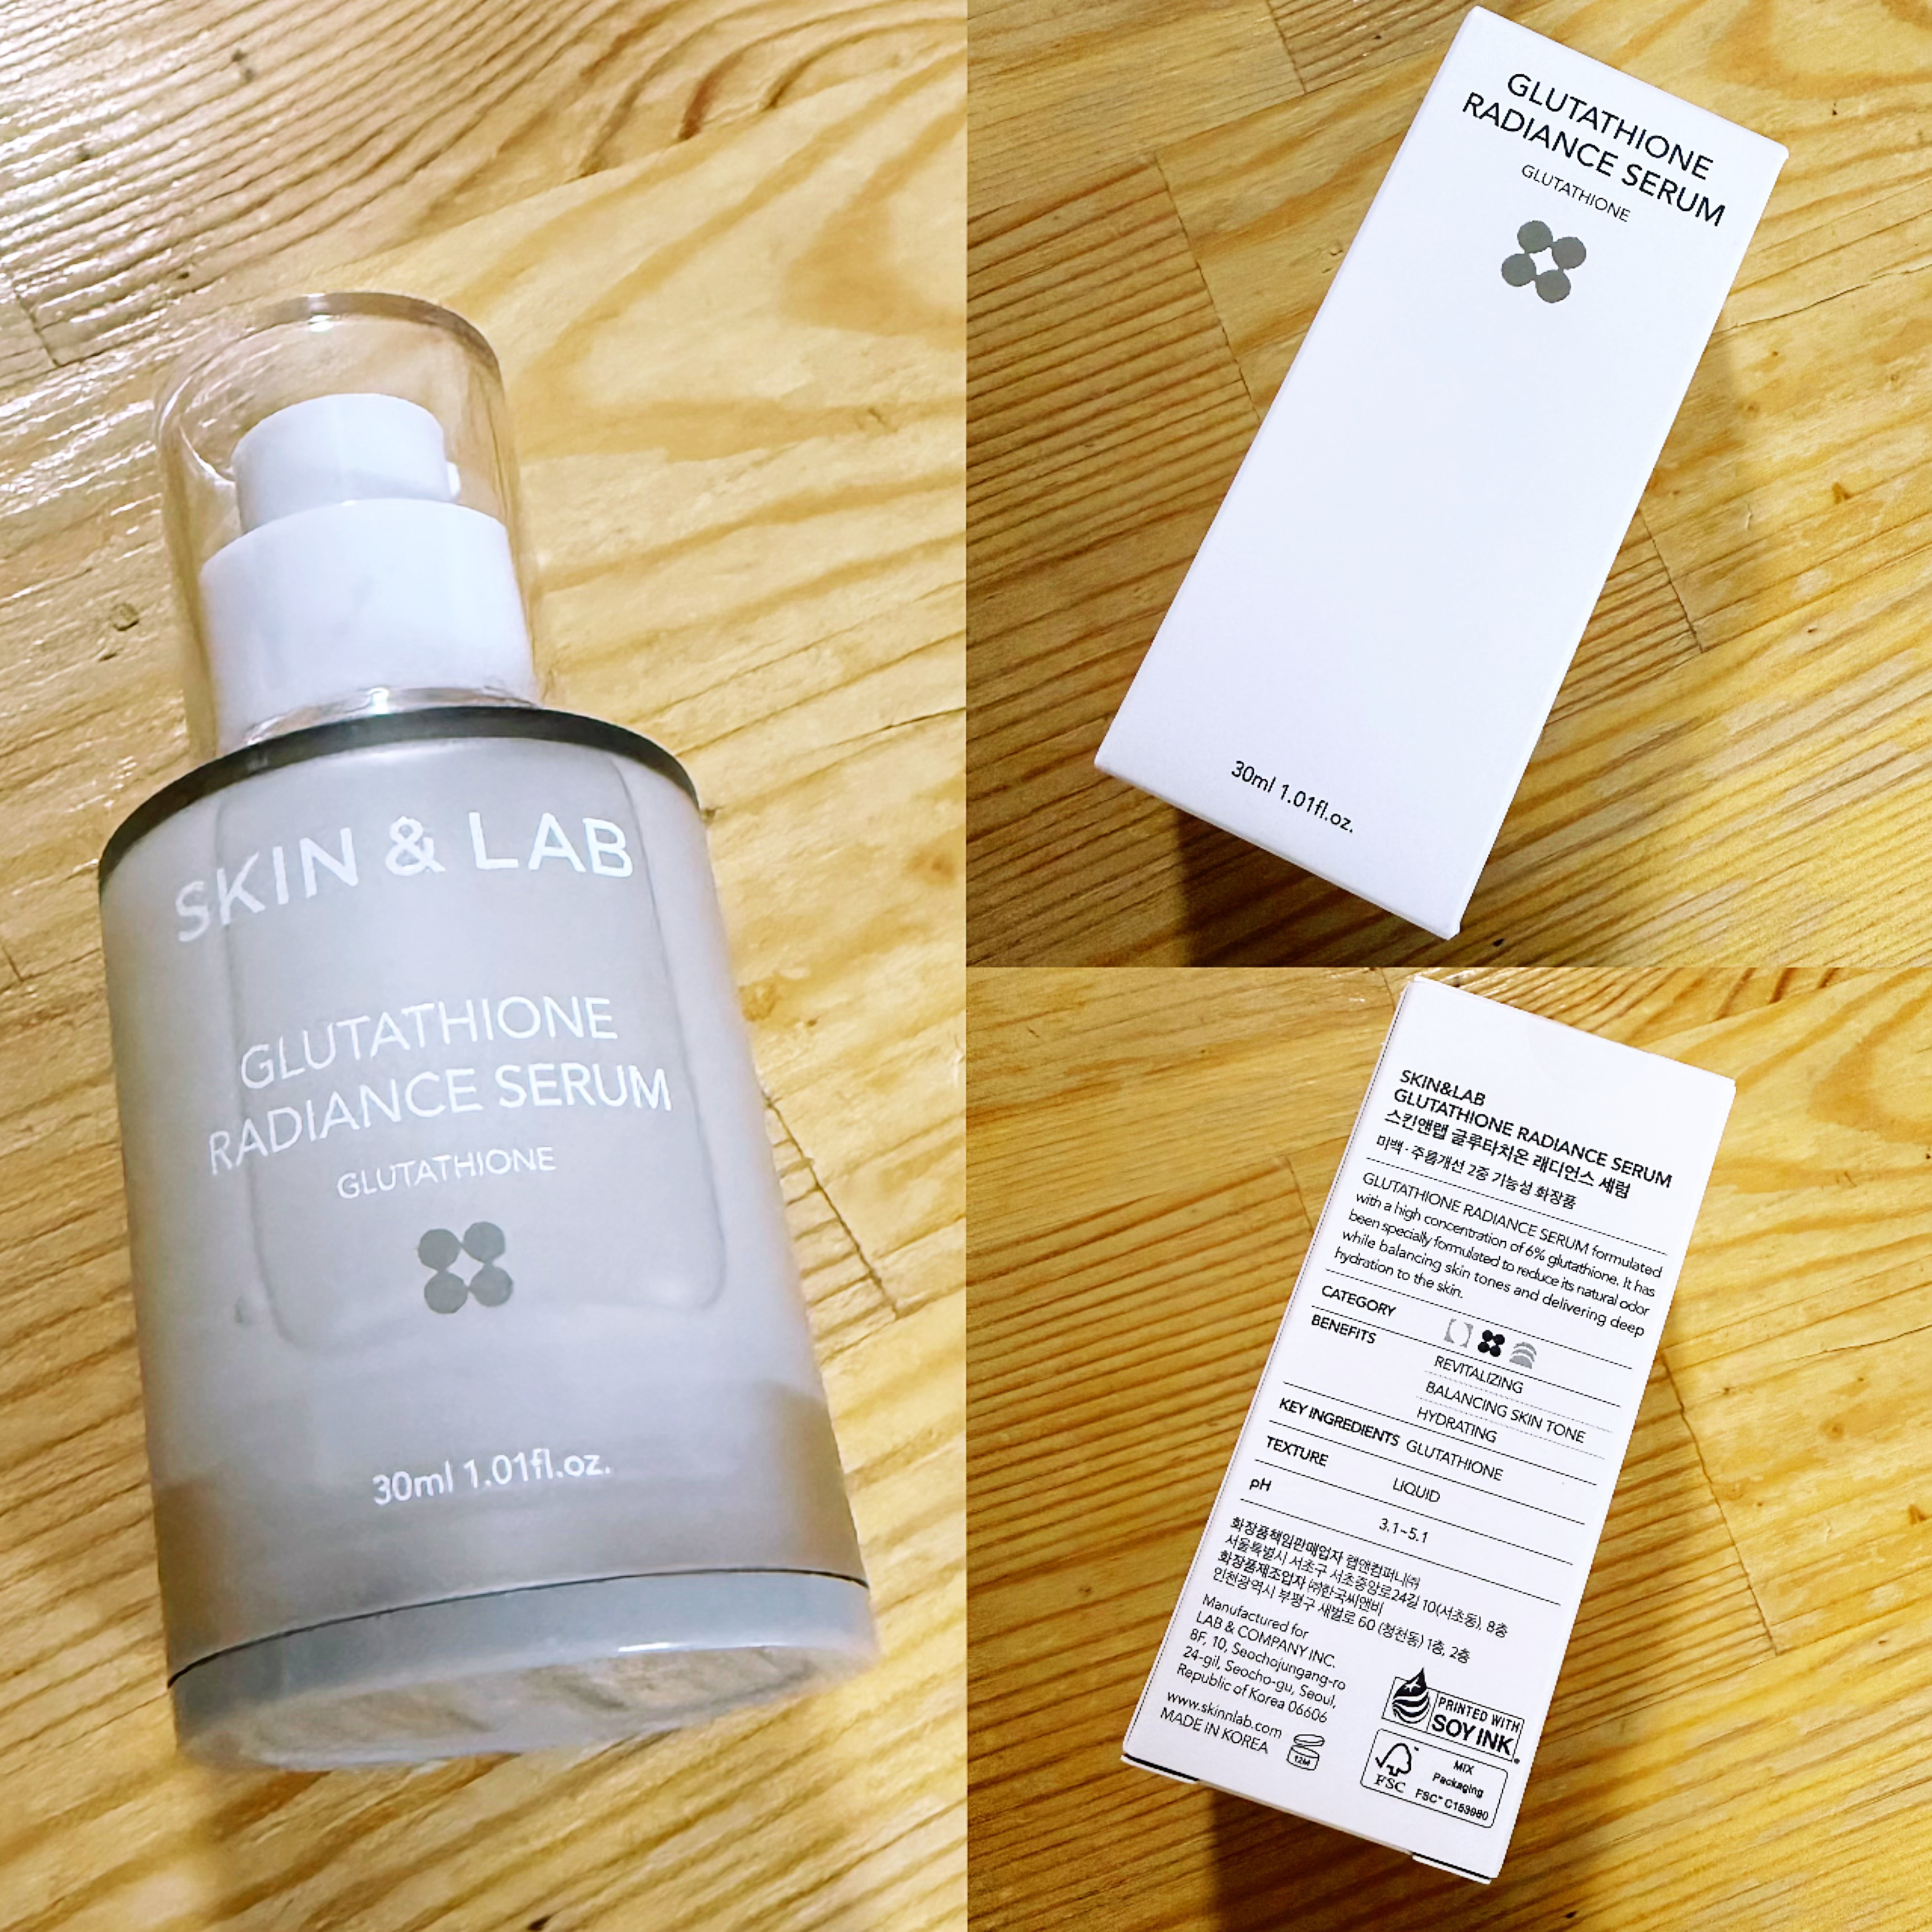 SKIN & LAB
GLUTATHIONE
RADIANCE SERUM
GLUTATHIONE
30ml 1.01fl.oz.
GLUTATHIONE
RADIANCE SERUM
GLUTATHIONE
30ml 1.01fl.oz.
SKIN&LAB
GLUTATHIONE RADIANCE SERUM
스킨앤랩 글루타치온 래디언스 세럼
미백·주름개선 2중 기능성 화장품
GLUTATHIONE RADIANCE SERUM formulated
with a high concentration of 6% glutathione. It has
been specially formulated to reduce its natural odor
while balancing skin tones and delivering deep
hydration to the skin.
CATEGORY
BENEFITS REVITALIZING
BALANCING SKIN TONE
HYDRATING
KEY INGREDIENTS GLUTATHIONE
TEXTURE LIQUID
pH 3.1~5.1
화장품책임판매업자 랩앤컴퍼니㈜
서울특별시 서초구 서초중앙로24길 10(서초동), 8층
화장품제조업자 ㈜한국씨앤비
인천광역시 부평구 새벌로 60 (청천동) 1층, 2층
Manufactured for
LAB & COMPANY INC.
8F, 10, Seochojungang-ro
24-gil, Seocho-gu, Seoul,
Republic of Korea 06606
www.skinnlab.com
MADE IN KOREA
12M
PRINTED WITH
SOY INK
MIX
Packaging
FSC
FSC™ C153980